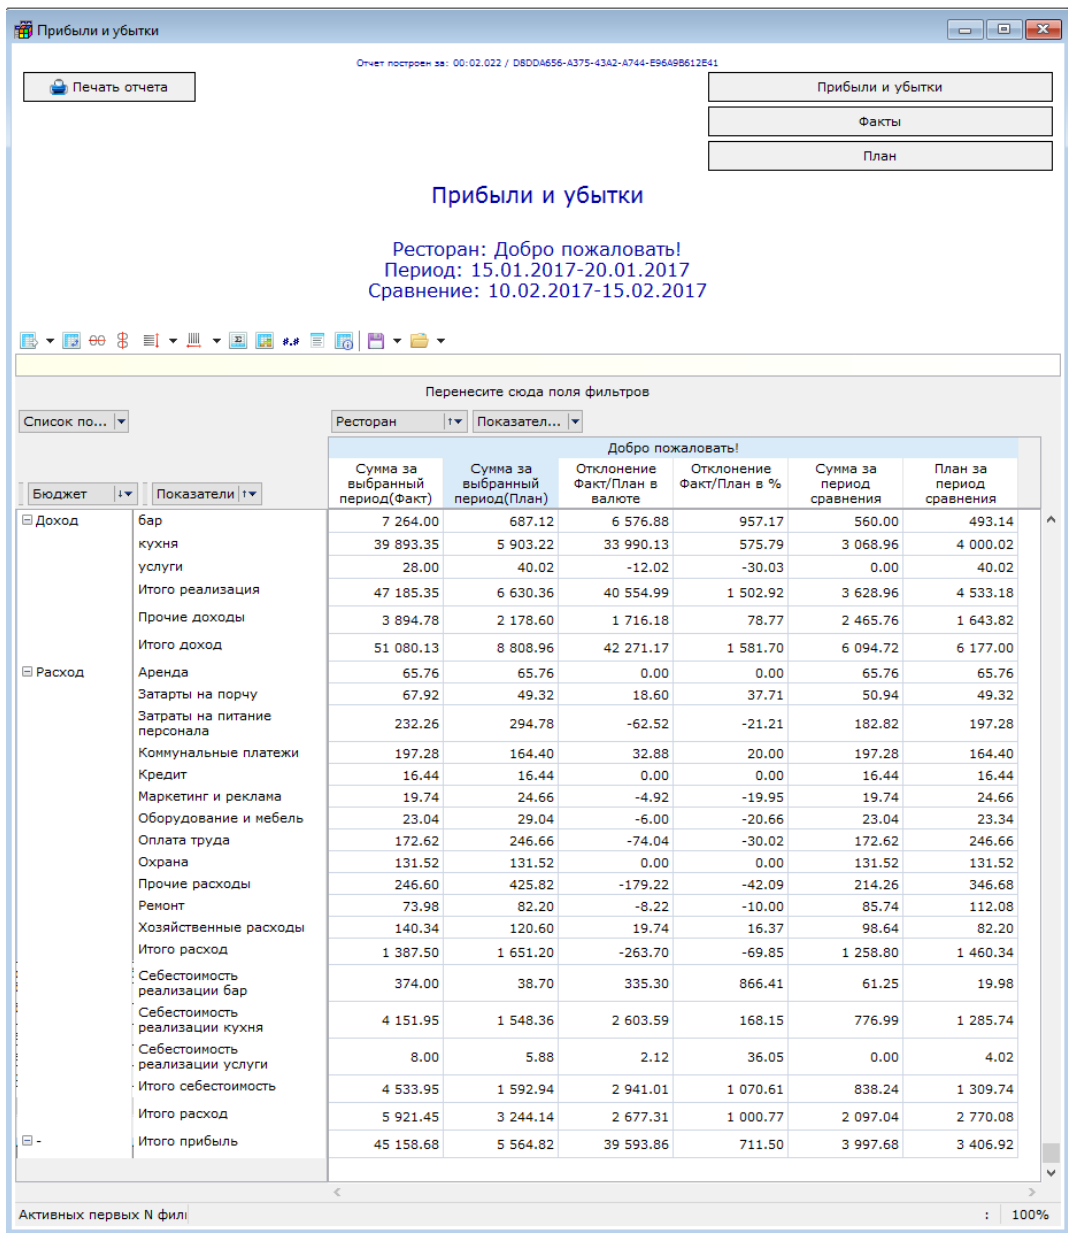 Прибыли и убытки
Отчет построен за: 00:02.022 / D8DDA656-A375-43A2-A744-E96A9B612E41
Печать отчета
Прибыли и убытки
Факты
План
Прибыли и убытки
Ресторан: Добро пожаловать!
Период: 15.01.2017-20.01.2017
Сравнение: 10.02.2017-15.02.2017
Перенесите сюда поля фильтров
Список по... Ресторан Показател...
Добро пожаловать!
Бюджет Показатели
Сумма за выбранный период(Факт)
Сумма за выбранный период(План)
Отклонение Факт/План в валюте
Отклонение Факт/План в %
Сумма за период сравнения
План за период сравнения
Доход бар 7 264.00 687.12 6 576.88 957.17 560.00 493.14
кухня 39 893.35 5 903.22 33 990.13 575.79 3 068.96 4 000.02
услуги 28.00 40.02 -12.02 -30.03 0.00 40.02
Итого реализация 47 185.35 6 630.36 40 554.99 1 502.92 3 628.96 4 533.18
Прочие доходы 3 894.78 2 178.60 1 716.18 78.77 2 465.76 1 643.82
Итого доход 51 080.13 8 808.96 42 271.17 1 581.70 6 094.72 6 177.00
Расход Аренда 65.76 65.76 0.00 0.00 65.76 65.76
Затарты на порчу 67.92 49.32 18.60 37.71 50.94 49.32
Затраты на питание персонала 232.26 294.78 -62.52 -21.21 182.82 197.28
Коммунальные платежи 197.28 164.40 32.88 20.00 197.28 164.40
Кредит 16.44 16.44 0.00 0.00 16.44 16.44
Маркетинг и реклама 19.74 24.66 -4.92 -19.95 19.74 24.66
Оборудование и мебель 23.04 29.04 -6.00 -20.66 23.04 23.34
Оплата труда 172.62 246.66 -74.04 -30.02 172.62 246.66
Охрана 131.52 131.52 0.00 0.00 131.52 131.52
Прочие расходы 246.60 425.82 -179.22 -42.09 214.26 346.68
Ремонт 73.98 82.20 -8.22 -10.00 85.74 112.08
Хозяйственные расходы 140.34 120.60 19.74 16.37 98.64 82.20
Итого расход 1 387.50 1 651.20 -263.70 -69.85 1 258.80 1 460.34
Себестоимость реализации бар 374.00 38.70 335.30 866.41 61.25 19.98
Себестоимость реализации кухня 4 151.95 1 548.36 2 603.59 168.15 776.99 1 285.74
Себестоимость реализации услуги 8.00 5.88 2.12 36.05 0.00 4.02
Итого себестоимость 4 533.95 1 592.94 2 941.01 1 070.61 838.24 1 309.74
Итого расход 5 921.45 3 244.14 2 677.31 1 000.77 2 097.04 2 770.08
- Итого прибыль 45 158.68 5 564.82 39 593.86 711.50 3 997.68 3 406.92
Активных первых N фил : 100%